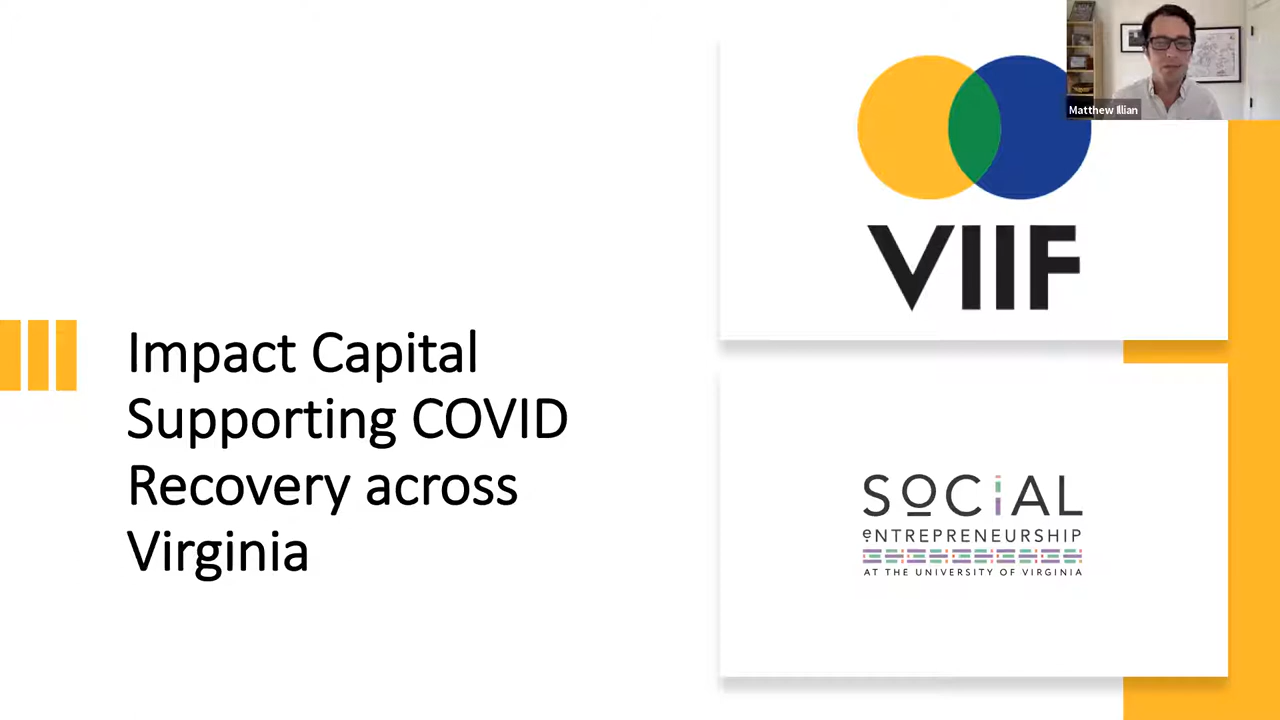 Impact Capital
Supporting COVID
Recovery across
Virginia
VIIF
SOCiAL
eNTREPRENEURSHIP
AT THE UNIVERSITY OF VIRGINIA
Matthew Illian